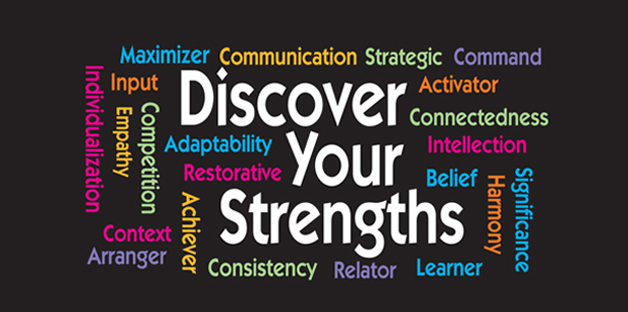 Maximizer
Communication
Strategic
Command
Individualization
Input
Discover
Activator
Empathy
Competition
Connectedness
Adaptability
Your
Intellection
Restorative
Belief
Significance
Harmony
Achiever
Strengths
Context
Arranger
Consistency
Relator
Learner